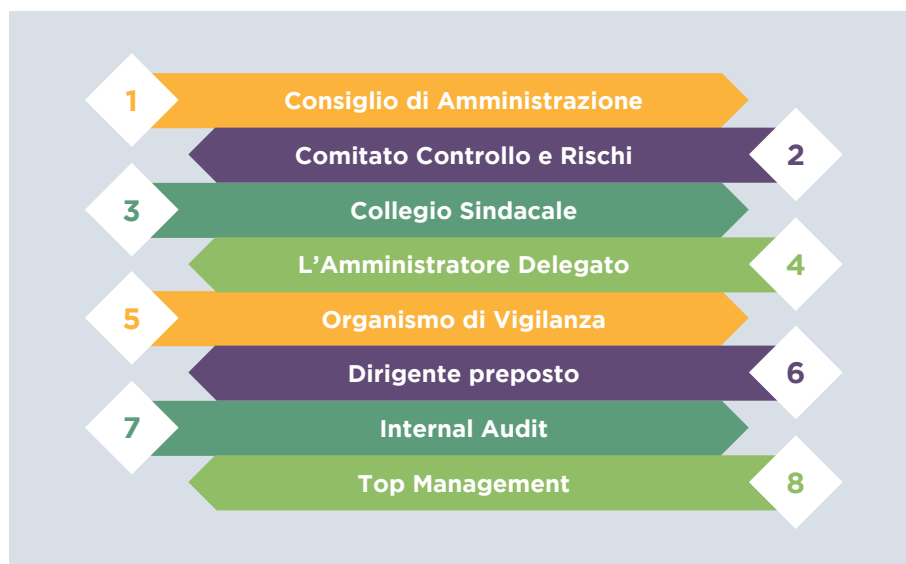 1 Consiglio di Amministrazione
Comitato Controllo e Rischi 2
3 Collegio Sindacale
L’Amministratore Delegato 4
5 Organismo di Vigilanza
Dirigente preposto 6
7 Internal Audit
Top Management 8